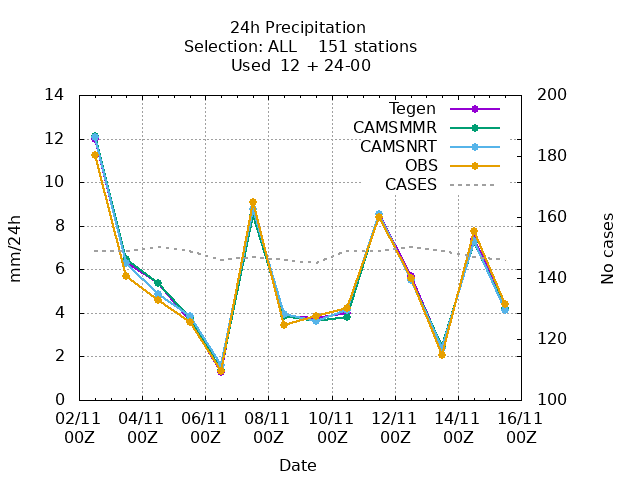 24h Precipitation
Selection: ALL    151 stations
Used  12 + 24-00
14
12
10
8
6
4
2
0
mm/24h
200
180
160
140
120
100
No cases
Tegen
CAMSMMR
CAMSNRT
OBS
CASES
02/11 04/11 06/11 08/11 10/11 12/11 14/11 16/11
00Z 00Z 00Z 00Z 00Z 00Z 00Z 00Z
Date